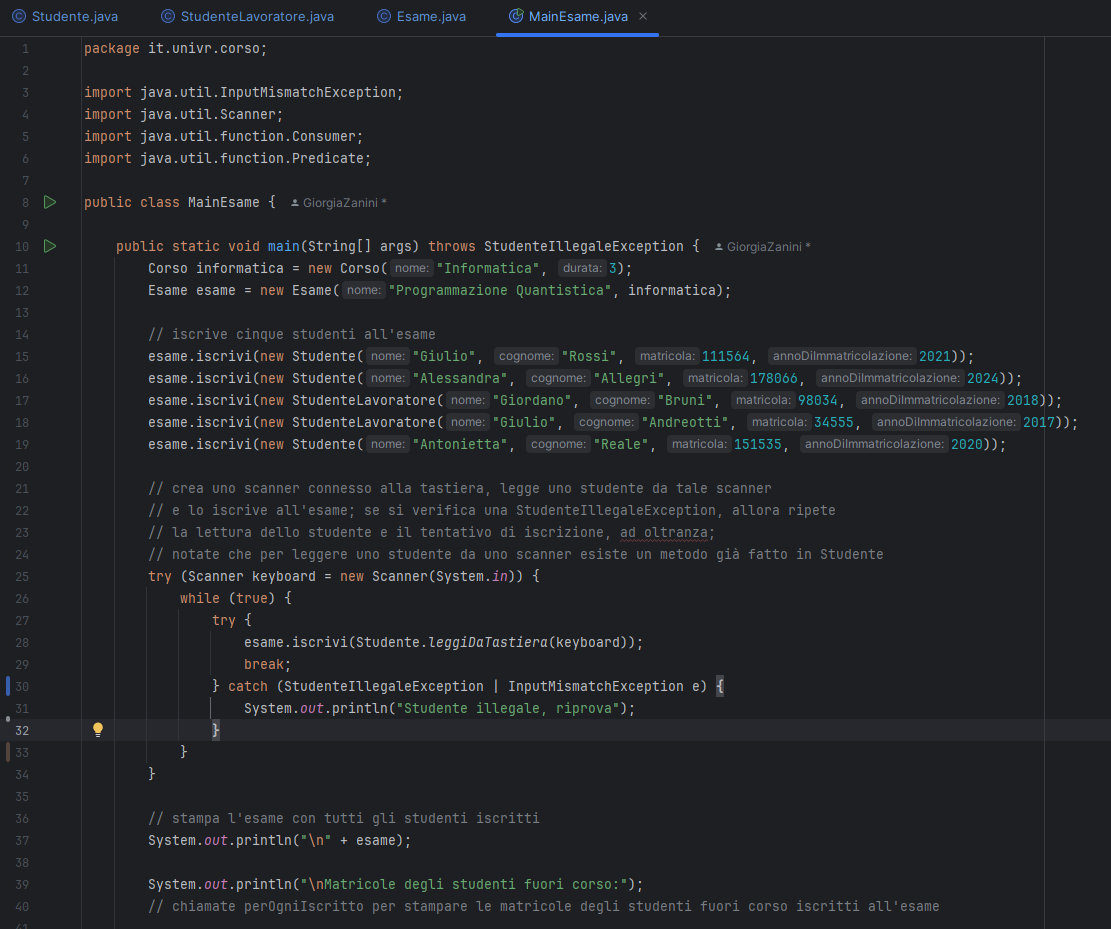 Studente.java StudenteLavoratore.java Esame.java MainEsame.java ×
1 package it.univr.corso;
2
3 import java.util.InputMismatchException;
4 import java.util.Scanner;
5 import java.util.function.Consumer;
6 import java.util.function.Predicate;
7
8 public class MainEsame { GiorgiaZanini *
9
10 public static void main(String[] args) throws StudenteIllegaleException { GiorgiaZanini *
11 Corso informatica = new Corso( nome: "Informatica", durata: 3);
12 Esame esame = new Esame( nome: "Programmazione Quantistica", informatica);
13
14 // iscrive cinque studenti all'esame
15 esame.iscrivi(new Studente( nome: "Giulio", cognome: "Rossi", matricola: 111564, annoDiImmatricolazione: 2021));
16 esame.iscrivi(new Studente( nome: "Alessandra", cognome: "Allegri", matricola: 178066, annoDiImmatricolazione: 2024));
17 esame.iscrivi(new StudenteLavoratore( nome: "Giordano", cognome: "Bruni", matricola: 98034, annoDiImmatricolazione: 2018));
18 esame.iscrivi(new StudenteLavoratore( nome: "Giulio", cognome: "Andreotti", matricola: 34555, annoDiImmatricolazione: 2017));
19 esame.iscrivi(new Studente( nome: "Antonietta", cognome: "Reale", matricola: 151535, annoDiImmatricolazione: 2020));
20
21 // crea uno scanner connesso alla tastiera, legge uno studente da tale scanner
22 // e lo iscrive all'esame; se si verifica una StudenteIllegaleException, allora ripete
23 // la lettura dello studente e il tentativo di iscrizione, ad oltranza;
24 // notate che per leggere uno studente da uno scanner esiste un metodo già fatto in Studente
25 try (Scanner keyboard = new Scanner(System.in)) {
26 while (true) {
27 try {
28 esame.iscrivi(Studente.leggiDaTastiera(keyboard));
29 break;
30 } catch (StudenteIllegaleException | InputMismatchException e) {
31 System.out.println("Studente illegale, riprova");
32 }
33 }
34 }
35
36 // stampa l'esame con tutti gli studenti iscritti
37 System.out.println("\n" + esame);
38
39 System.out.println("\nMatricole degli studenti fuori corso:");
40 // chiamate perOgniIscritto per stampare le matricole degli studenti fuori corso iscritti all'esame
41